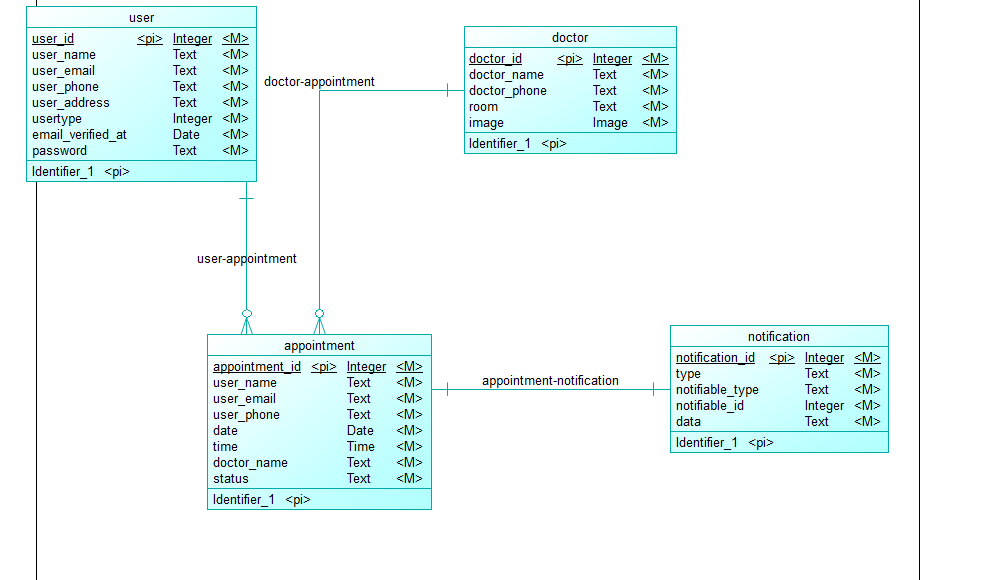 user
user_id <pi> Integer <M>
user_name Text <M>
user_email Text <M>
user_phone Text <M>
user_address Text <M>
usertype Integer <M>
email_verified_at Date <M>
password Text <M>
Identifier_1 <pi>
doctor
doctor_id <pi> Integer <M>
doctor_name Text <M>
doctor_phone Text <M>
room Text <M>
image Image <M>
Identifier_1 <pi>
doctor-appointment
user-appointment
appointment
appointment_id <pi> Integer <M>
user_name Text <M>
user_email Text <M>
user_phone Text <M>
date Date <M>
time Time <M>
doctor_name Text <M>
status Text <M>
Identifier_1 <pi>
appointment-notification
notification
notification_id <pi> Integer <M>
type Text <M>
notifiable_type Text <M>
notifiable_id Integer <M>
data Text <M>
Identifier_1 <pi>